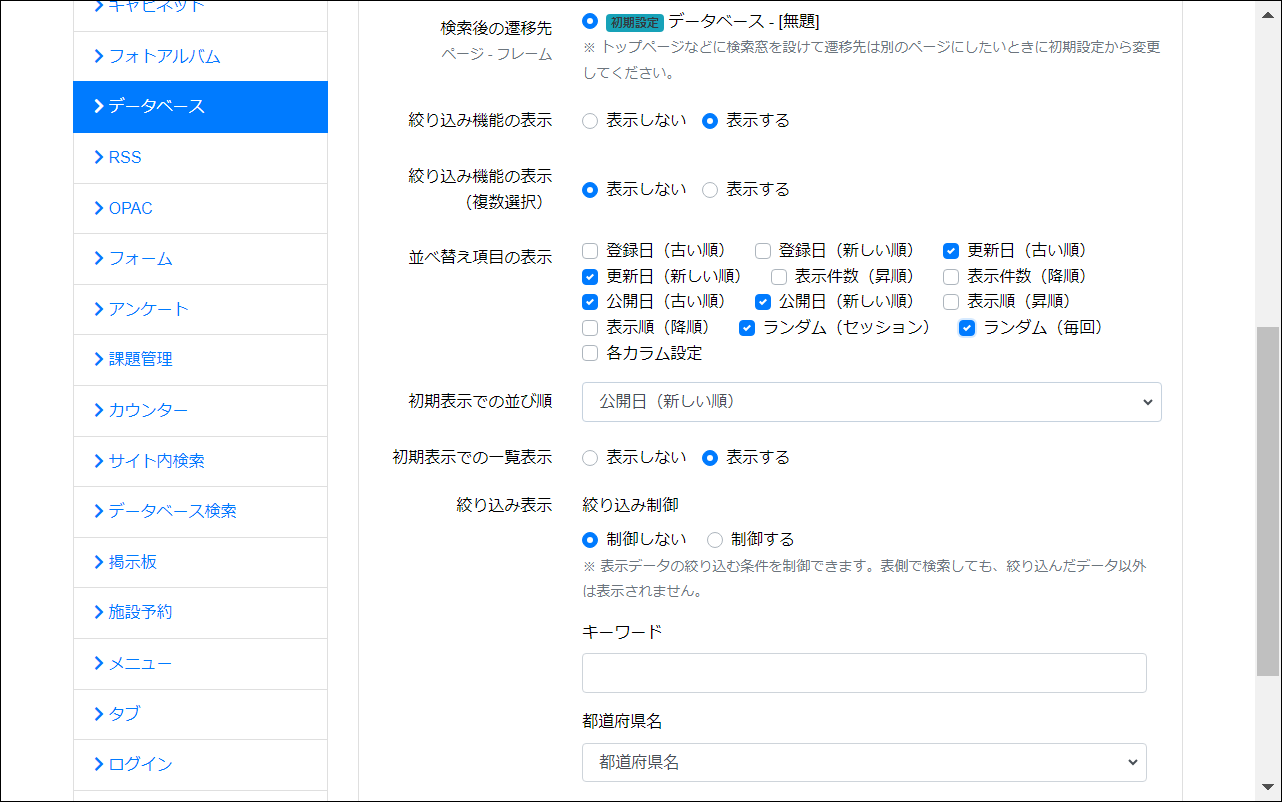 キャビネット
フォトアルバム
データベース
RSS
OPAC
フォーム
アンケート
課題管理
カウンター
サイト内検索
データベース検索
掲示板
施設予約
メニュー
タブ
ログイン
検索後の遷移先
ページ - フレーム
初期設定 データベース - [無題]
※ トップページなどに検索窓を設けて遷移先は別のページにしたいときに初期設定から変更
してください。
絞り込み機能の表示
表示しない 表示する
絞り込み機能の表示
（複数選択）
表示しない 表示する
並べ替え項目の表示
登録日（古い順） 登録日（新しい順） 更新日（古い順）
更新日（新しい順） 表示件数（昇順） 表示件数（降順）
公開日（古い順） 公開日（新しい順） 表示順（昇順）
表示順（降順） ランダム（セッション） ランダム（毎回）
各カラム設定
初期表示での並び順
公開日（新しい順）
初期表示での一覧表示
表示しない 表示する
絞り込み表示
絞り込み制御
制御しない 制御する
※ 表示データの絞り込む条件を制御できます。表側で検索しても、絞り込んだデータ以外
は表示されません。
キーワード
都道府県名
都道府県名